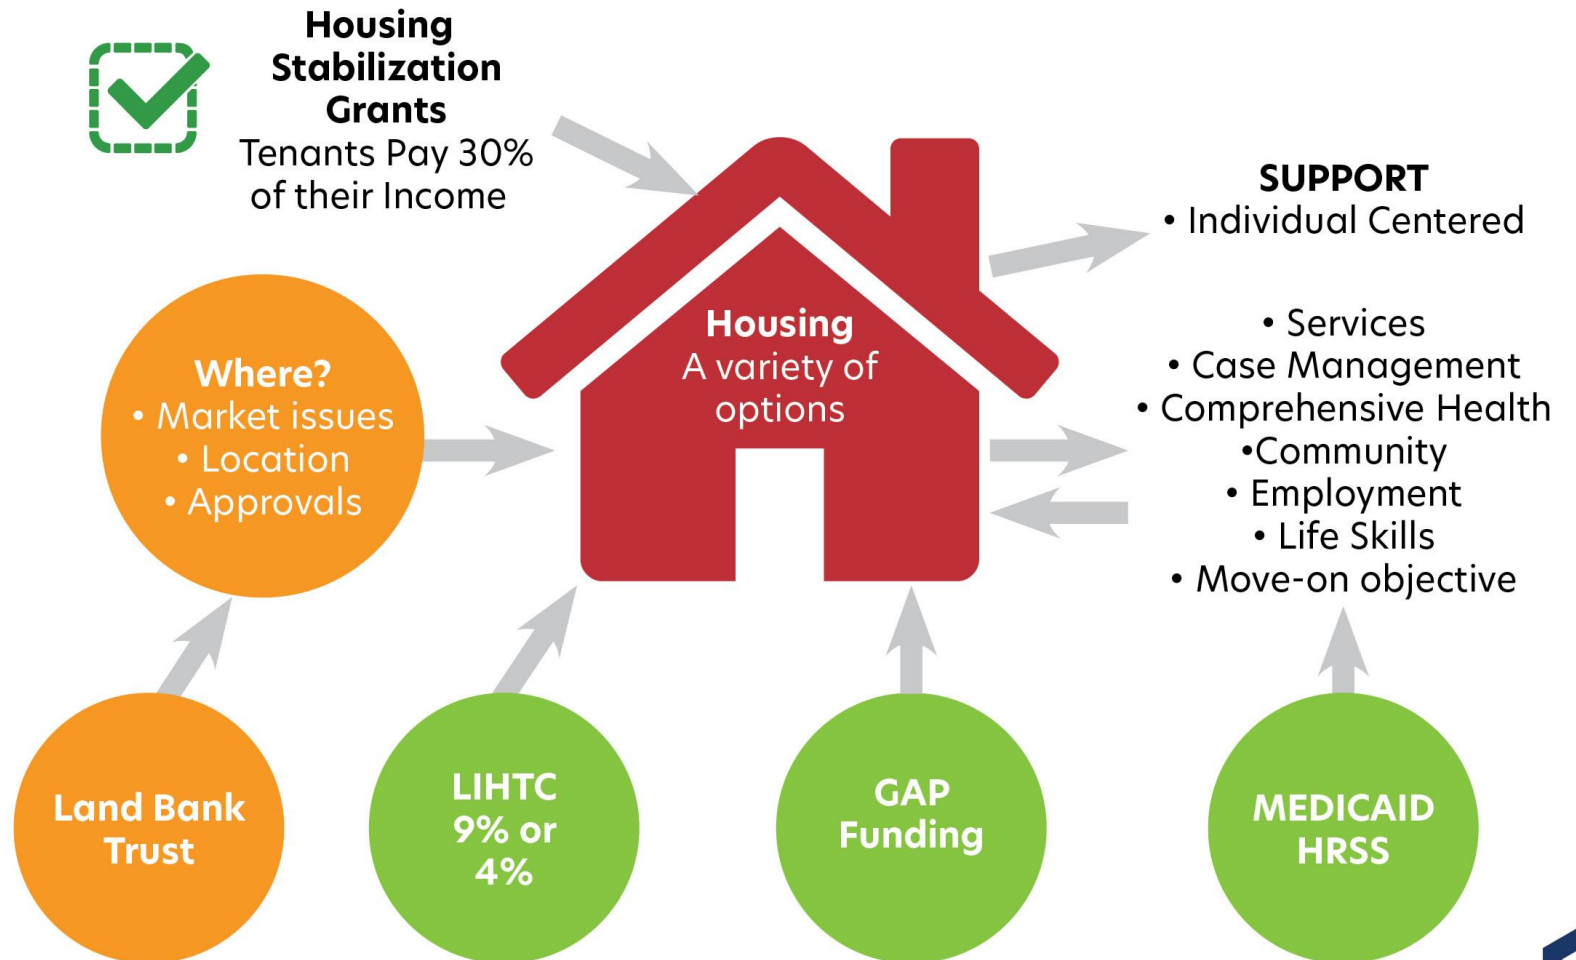 Housing
Stabilization
Grants
Tenants Pay 30%
of their Income
SUPPORT
• Individual Centered
• Services
• Case Management
• Comprehensive Health
•Community
• Employment
• Life Skills
• Move-on objective
Housing
A variety of
options
Where?
• Market issues
• Location
• Approvals
Land Bank
Trust
LIHTC
9% or
4%
GAP
Funding
MEDICAID
HRSS